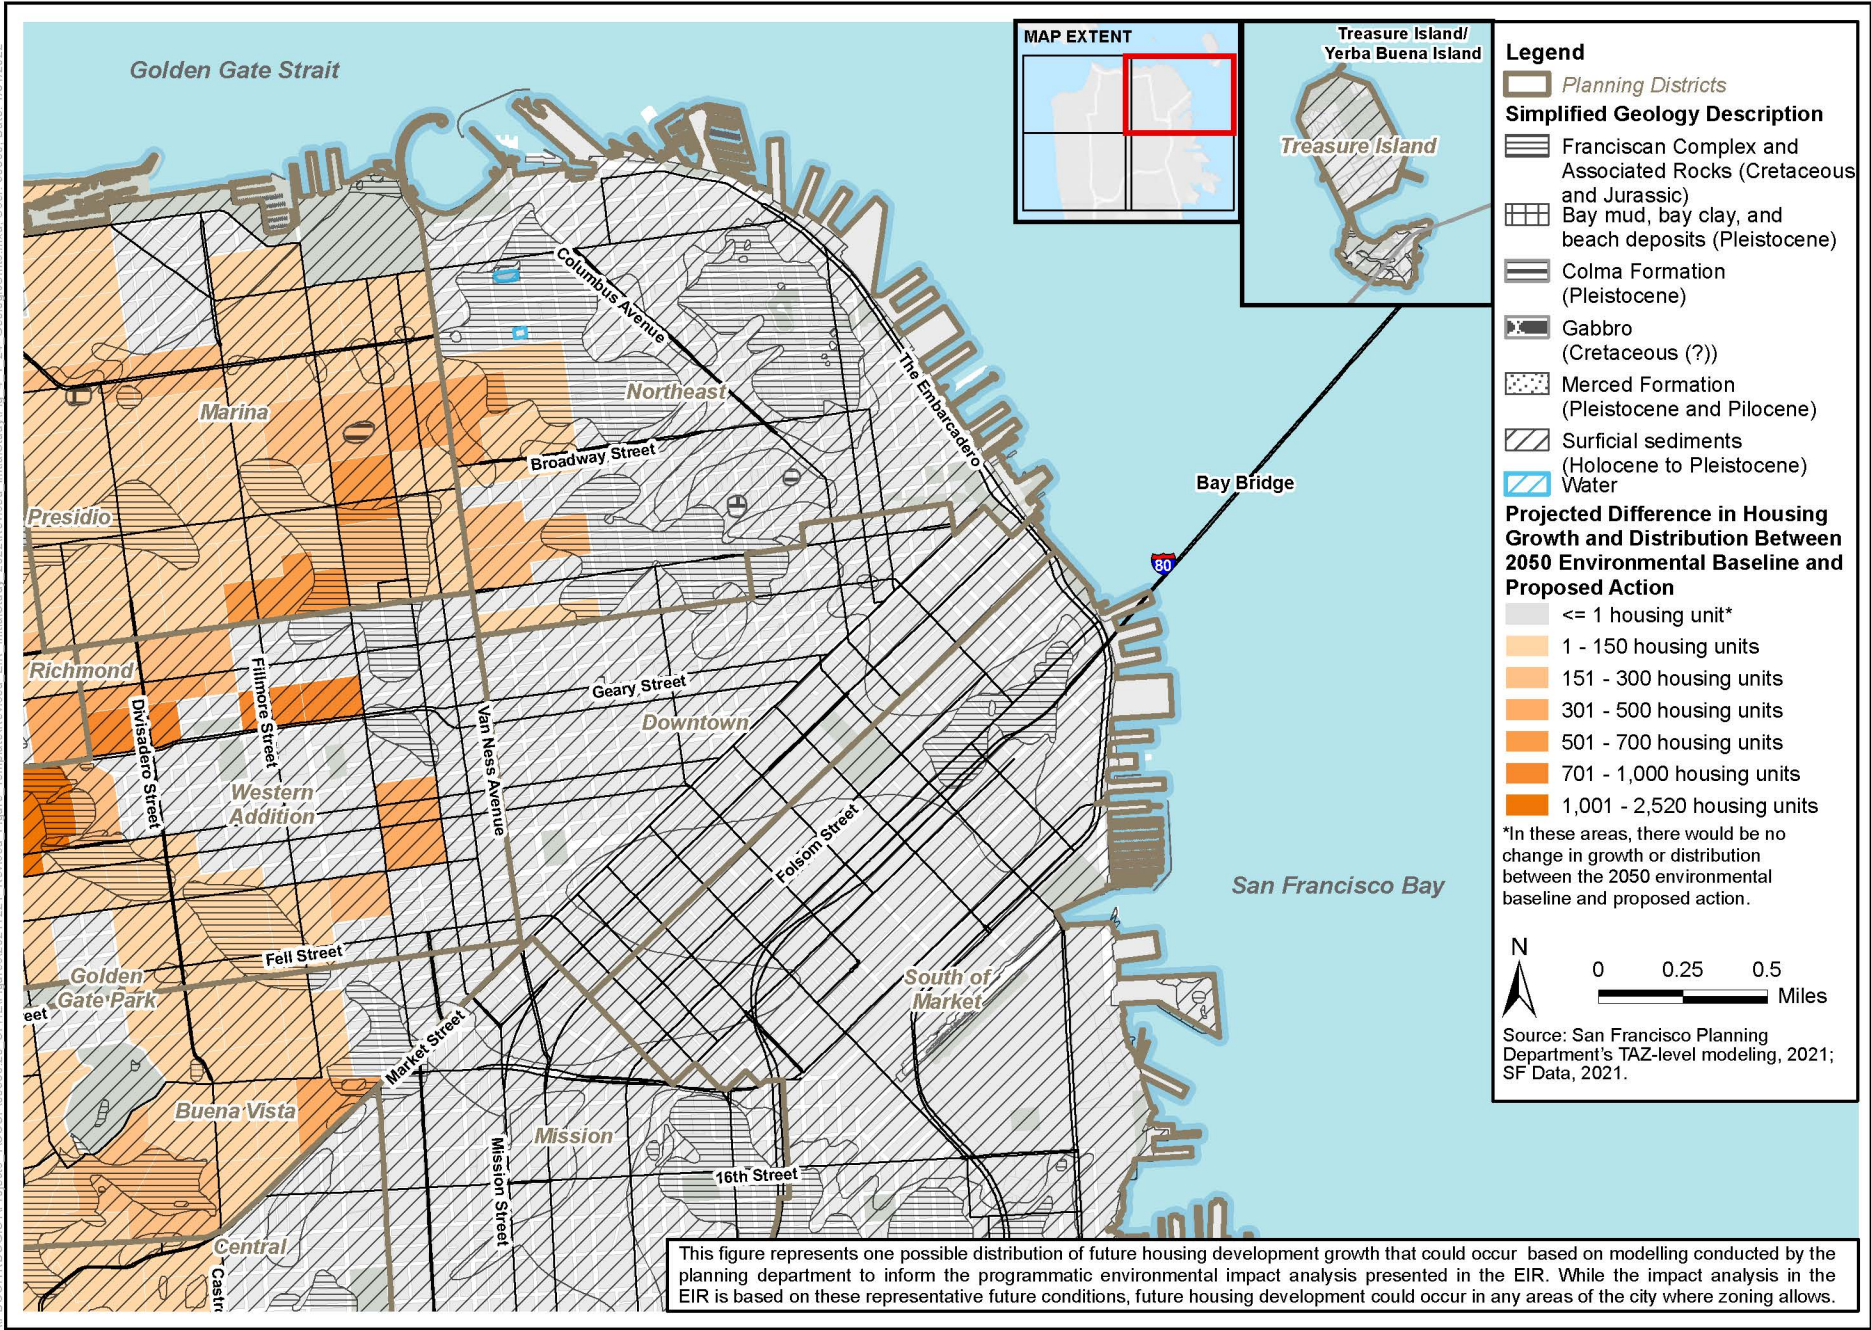 Golden Gate Strait
MAP EXTENT
Treasure Island/
Yerba Buena Island
Treasure Island
Columbus Avenue
The Embarcadero
Northeast
Marina
Broadway Street
Bay Bridge
80
Presidio
Richmond
Divisadero Street
Fillmore Street
Geary Street
Downtown
Van Ness Avenue
Western
Addition
Folsom Street
San Francisco Bay
Fell Street
Golden
Gate Park
South of
Market
Market Street
Buena Vista
Mission
Mission Street
16th Street
Central
Legend
Planning Districts
Simplified Geology Description
Franciscan Complex and
Associated Rocks (Cretaceous
and Jurassic)
Bay mud, bay clay, and
beach deposits (Pleistocene)
Colma Formation
(Pleistocene)
Gabbro
(Cretaceous (?))
Merced Formation
(Pleistocene and Pilocene)
Surficial sediments
(Holocene to Pleistocene)
Water
Projected Difference in Housing
Growth and Distribution Between
2050 Environmental Baseline and
Proposed Action
<= 1 housing unit*
1 - 150 housing units
151 - 300 housing units
301 - 500 housing units
501 - 700 housing units
701 - 1,000 housing units
1,001 - 2,520 housing units
*In these areas, there would be no
change in growth or distribution
between the 2050 environmental
baseline and proposed action.
N
0 0.25 0.5
Miles
Source: San Francisco Planning
Department's TAZ-level modeling, 2021;
SF Data, 2021.
This figure represents one possible distribution of future housing development growth that could occur based on modelling conducted by the
planning department to inform the programmatic environmental impact analysis presented in the EIR. While the impact analysis in the
EIR is based on these representative future conditions, future housing development could occur in any areas of the city where zoning allows.